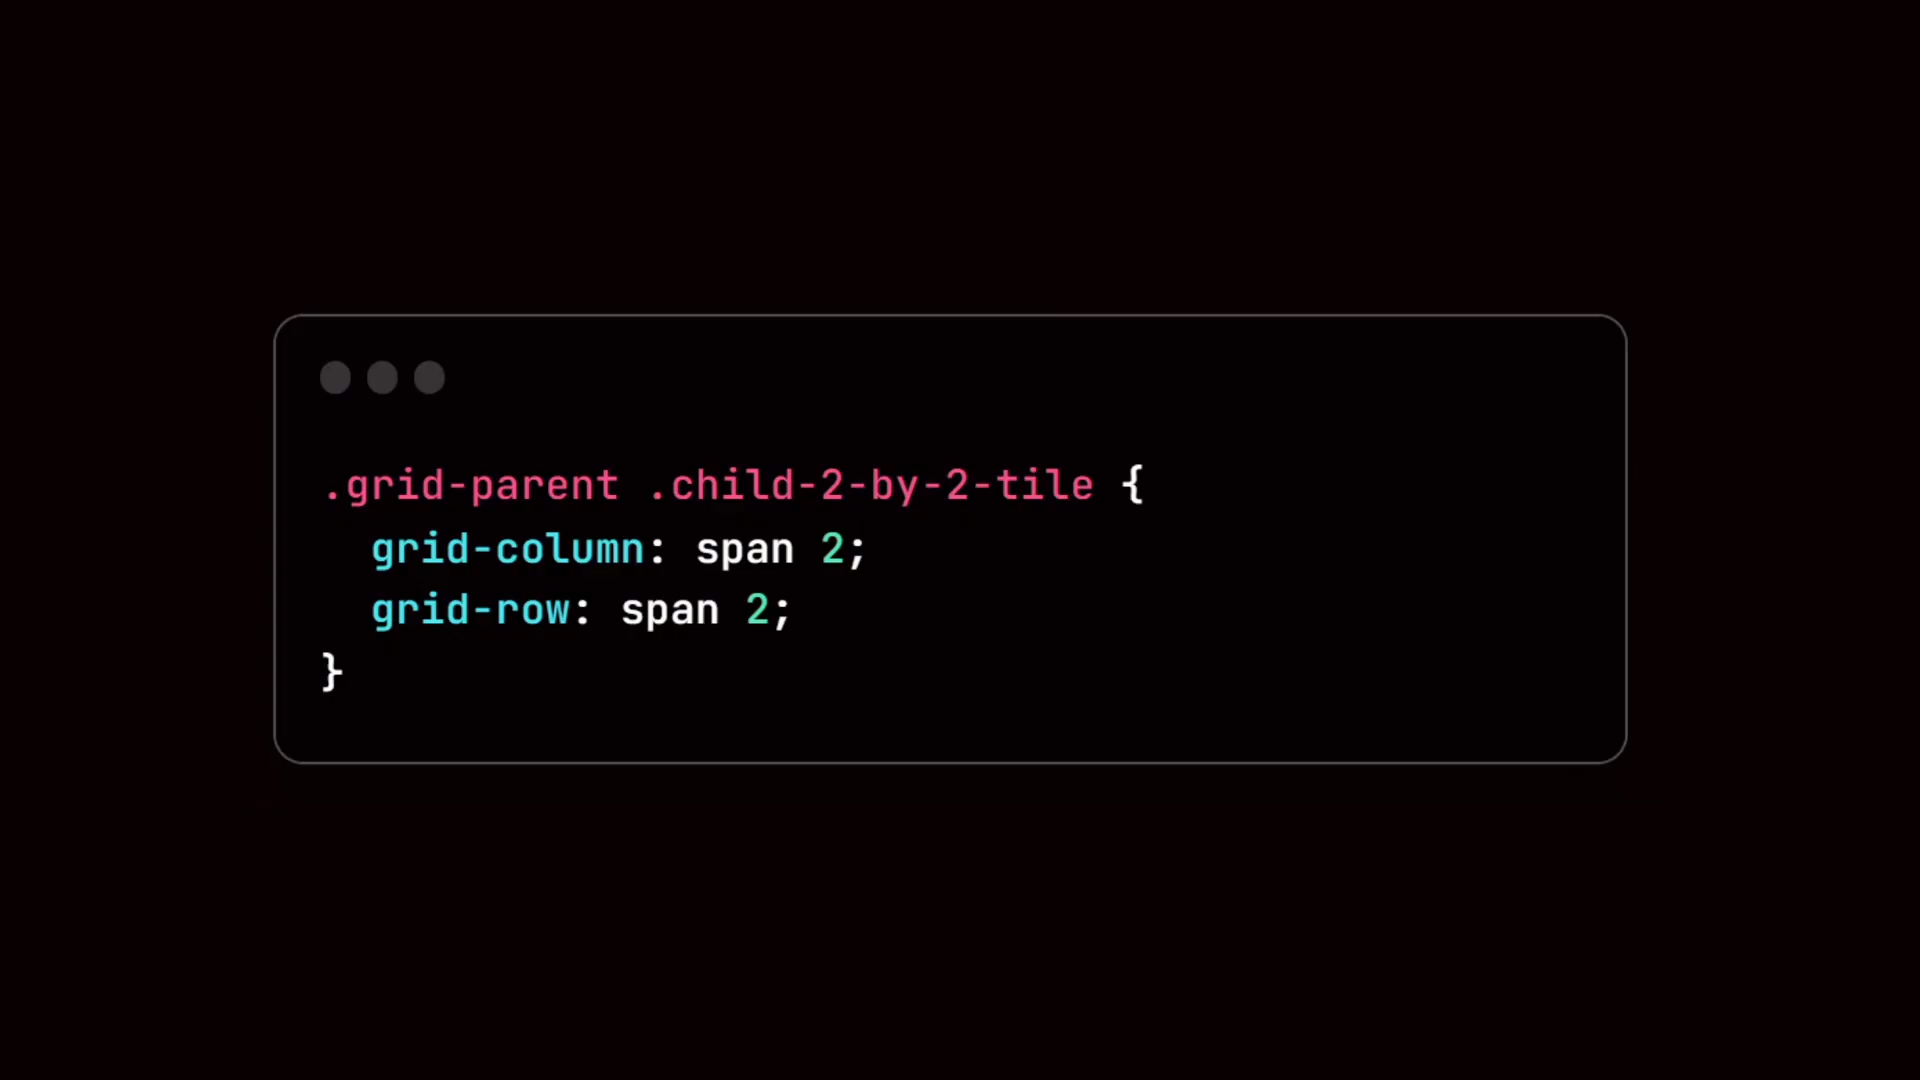 .grid-parent .child-2-by-2-tile {
  grid-column: span 2;
  grid-row: span 2;
}